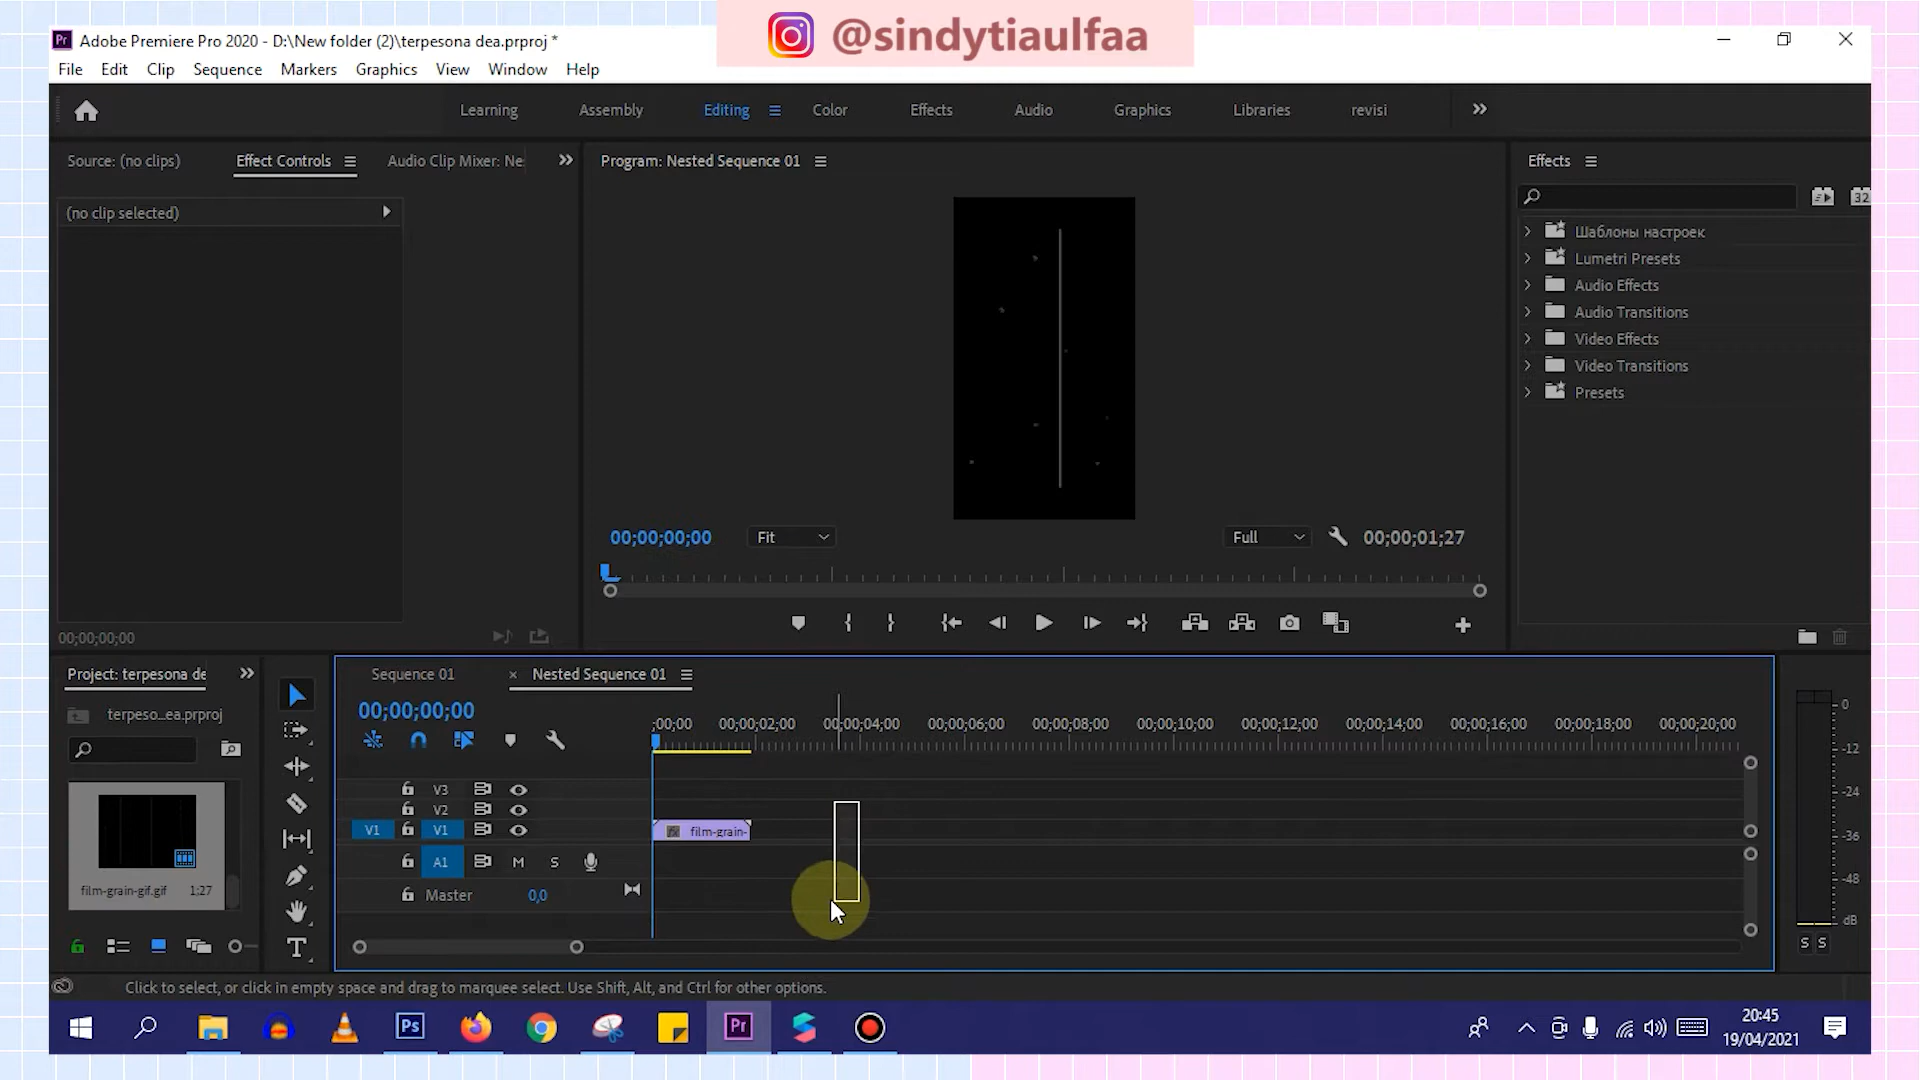 @sindytiaulfaa
Adobe Premiere Pro 2020 - D:\New folder (2)\terpesona dea.prproj *
File Edit Clip Sequence Markers Graphics View Window Help
Learning Assembly Editing Color Effects Audio Graphics Libraries revisi
Source: (no clips) Effect Controls Audio Clip Mixer: Ne
Program: Nested Sequence 01
Effects
(no clip selected)
32
Шаблоны настроек
Lumetri Presets
Audio Effects
Audio Transitions
Video Effects
Video Transitions
Presets
00;00;00;00 Fit Full 00;00;01;27
00;00;00;00
Project: terpesona de
terpeso...ea.prproj
film-grain-gif.gif 1:27
Sequence 01 × Nested Sequence 01
00;00;00;00
;00;00 00;00;02;00 00;00;04;00 00;00;06;00 00;00;08;00 00;00;10;00 00;00;12;00 00;00;14;00 00;00;16;00 00;00;18;00 00;00;20;00
V3
V2
V1 V1 fx film-grain-
A1 M S
Master 0,0
0
-12
-24
-36
-48
dB
S S
Click to select, or click in empty space and drag to marquee select. Use Shift, Alt, and Ctrl for other options.
Ps Pr
20:45
19/04/2021